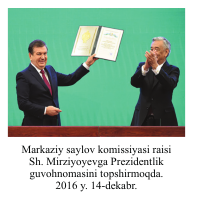 Markaziy saylov komissiyasi raisi
Sh. Mirziyoyevga Prezidentlik
guvohnomasini topshirmoqda.
2016 y. 14-dekabr.